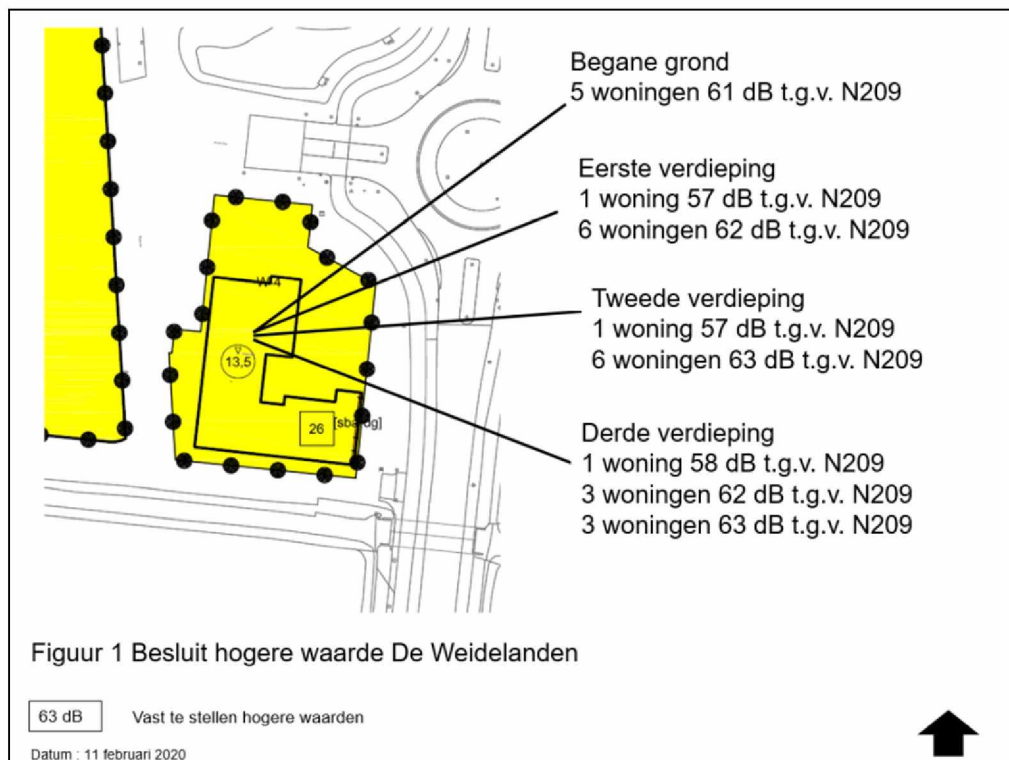 Begane grond
5 woningen 61 dB t.g.v. N209
Eerste verdieping
1 woning 57 dB t.g.v. N209
6 woningen 62 dB t.g.v. N209
Tweede verdieping
1 woning 57 dB t.g.v. N209
6 woningen 63 dB t.g.v. N209
Derde verdieping
1 woning 58 dB t.g.v. N209
3 woningen 62 dB t.g.v. N209
3 woningen 63 dB t.g.v. N209
13,5
26
Figuur 1 Besluit hogere waarde De Weidelanden
63 dB Vast te stellen hogere waarden
Datum : 11 februari 2020